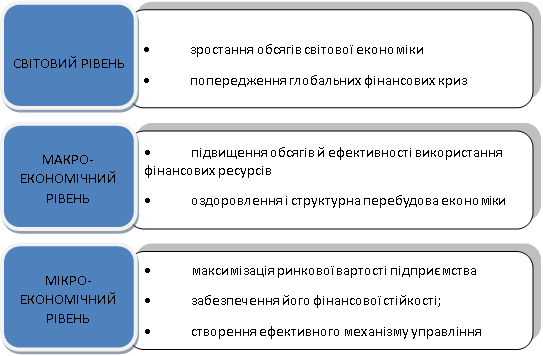 СВІТОВИЙ РІВЕНЬ
• зростання обсягів світової економіки
• попередження глобальних фінансових криз
МАКРО-
ЕКОНОМІЧНИЙ
РІВЕНЬ
• підвищення обсягів й ефективності використання
фінансових ресурсів
• оздоровлення і структурна перебудова економіки
МІКРО-
ЕКОНОМІЧНИЙ
РІВЕНЬ
• максимізація ринкової вартості підприємства
• забезпечення його фінансової стійкості;
• створення ефективного механізму управління